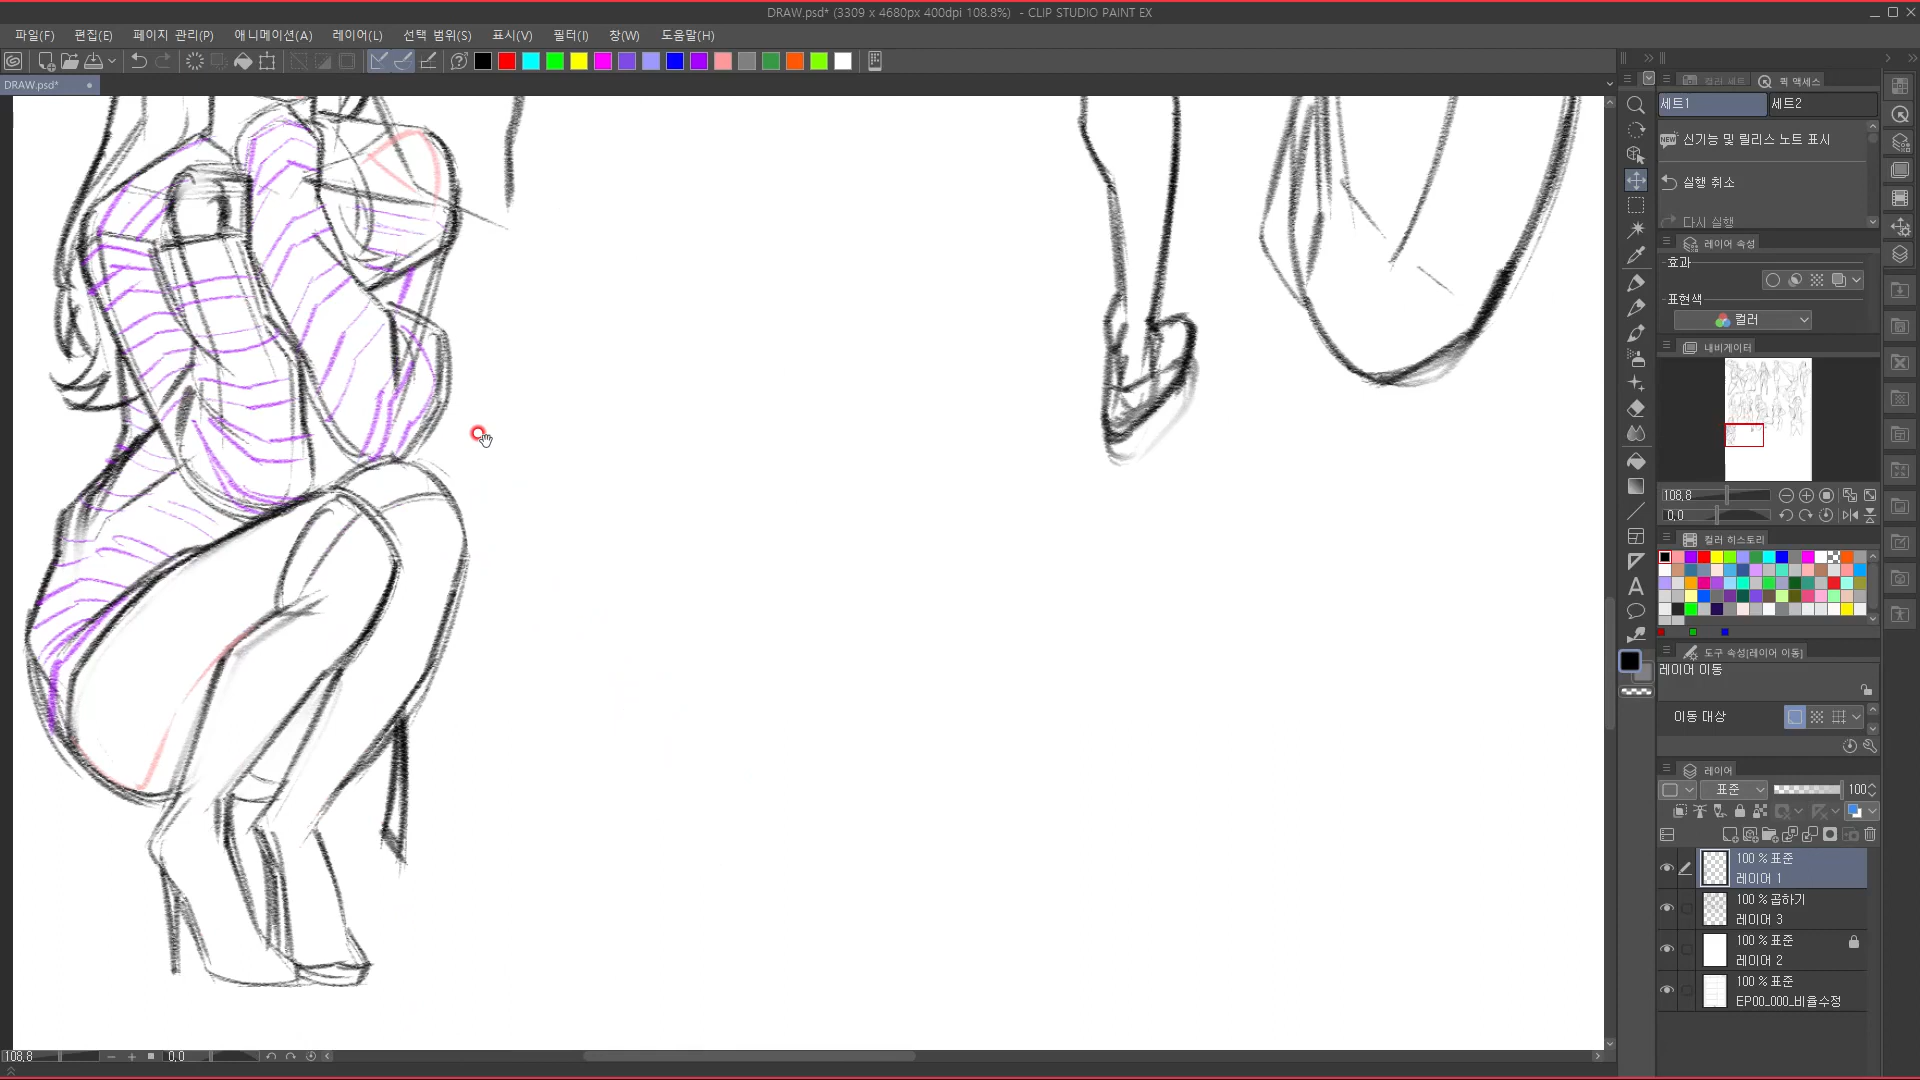 DRAW.psd* (3309 x 4680px 400dpi 108.8%) - CLIP STUDIO PAINT EX
파일(F) 편집(E) 페이지 관리(P) 애니메이션(A) 레이어(L) 선택 범위(S) 표시(V) 필터(I) 창(W) 도움말(H)
DRAW.psd*
컬러 세트 퀵 액세스
세트1 세트2
신기능 및 릴리스 노트 표시
실행 취소
다시 실행
레이어 속성
효과
표현색
컬러
내비게이터
108.8
0.0
컬러 히스토리
도구 속성[레이어 이동]
레이어 이동
이동 대상
레이어
표준 100
100 % 표준
레이어 1
100 % 곱하기
레이어 3
100 % 표준
레이어 2
100 % 표준
EP00_000_비율수정
108.8 0.0